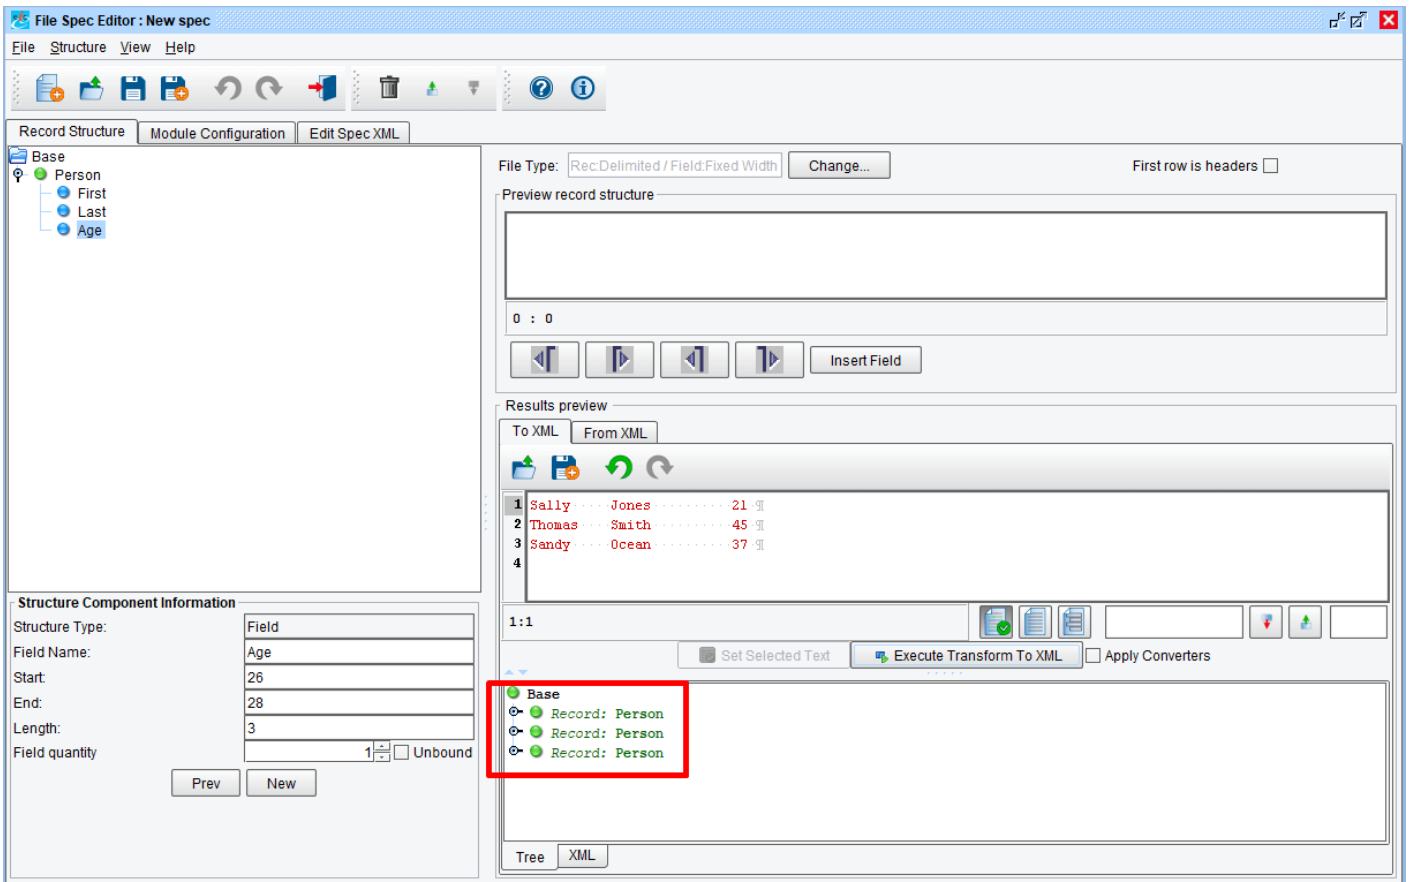 File Spec Editor : New spec
File Structure View Help
Record Structure Module Configuration Edit Spec XML
Base
Person
First
Last
Age
File Type: Rec:Delimited / Field:Fixed Width Change... First row is headers
Preview record structure
0 : 0
Insert Field
Results preview
To XML From XML
1 Sally Jones 21 ¶
2 Thomas Smith 45 ¶
3 Sandy Ocean 37 ¶
4
1:1
Set Selected Text Execute Transform To XML Apply Converters
Base
Record: Person
Record: Person
Record: Person
Tree XML
Structure Component Information
Structure Type: Field
Field Name: Age
Start: 26
End: 28
Length: 3
Field quantity 1 Unbound
Prev New